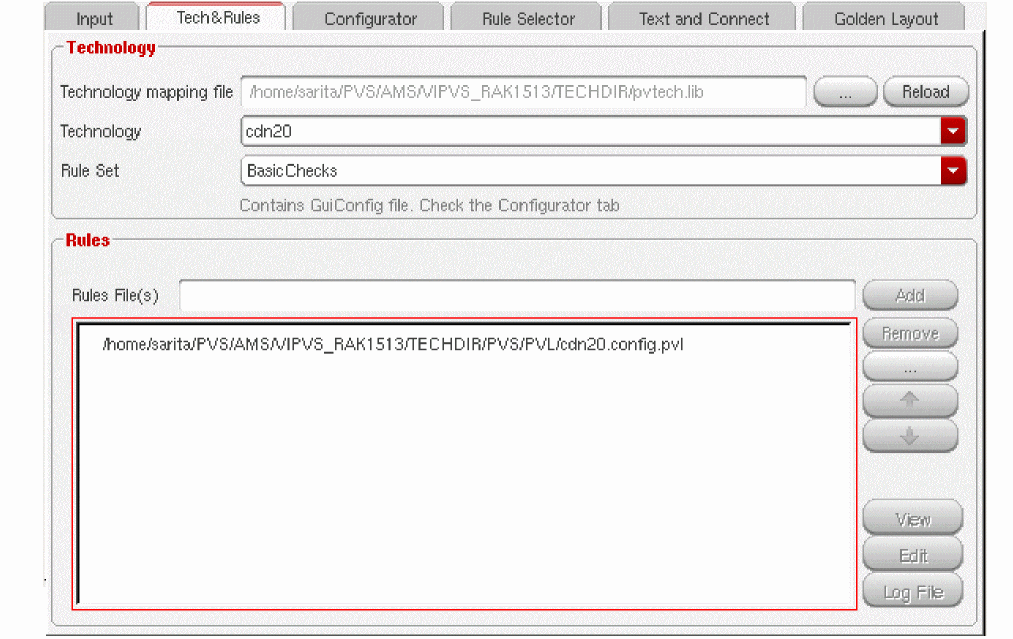 Input Tech&Rules Configurator Rule Selector Text and Connect Golden Layout
Technology
Technology mapping file /home/sarita/PVS/AMS/VIPVS_RAK1513/TECHDIR/pvtech.lib ... Reload
Technology cdn20
Rule Set BasicChecks
Contains GuiConfig file. Check the Configurator tab
Rules
Rules File(s) Add
Remove
/home/sarita/PVS/AMS/VIPVS_RAK1513/TECHDIR/PVS/PVL/cdn20.config.pvl
...
View
Edit
Log File